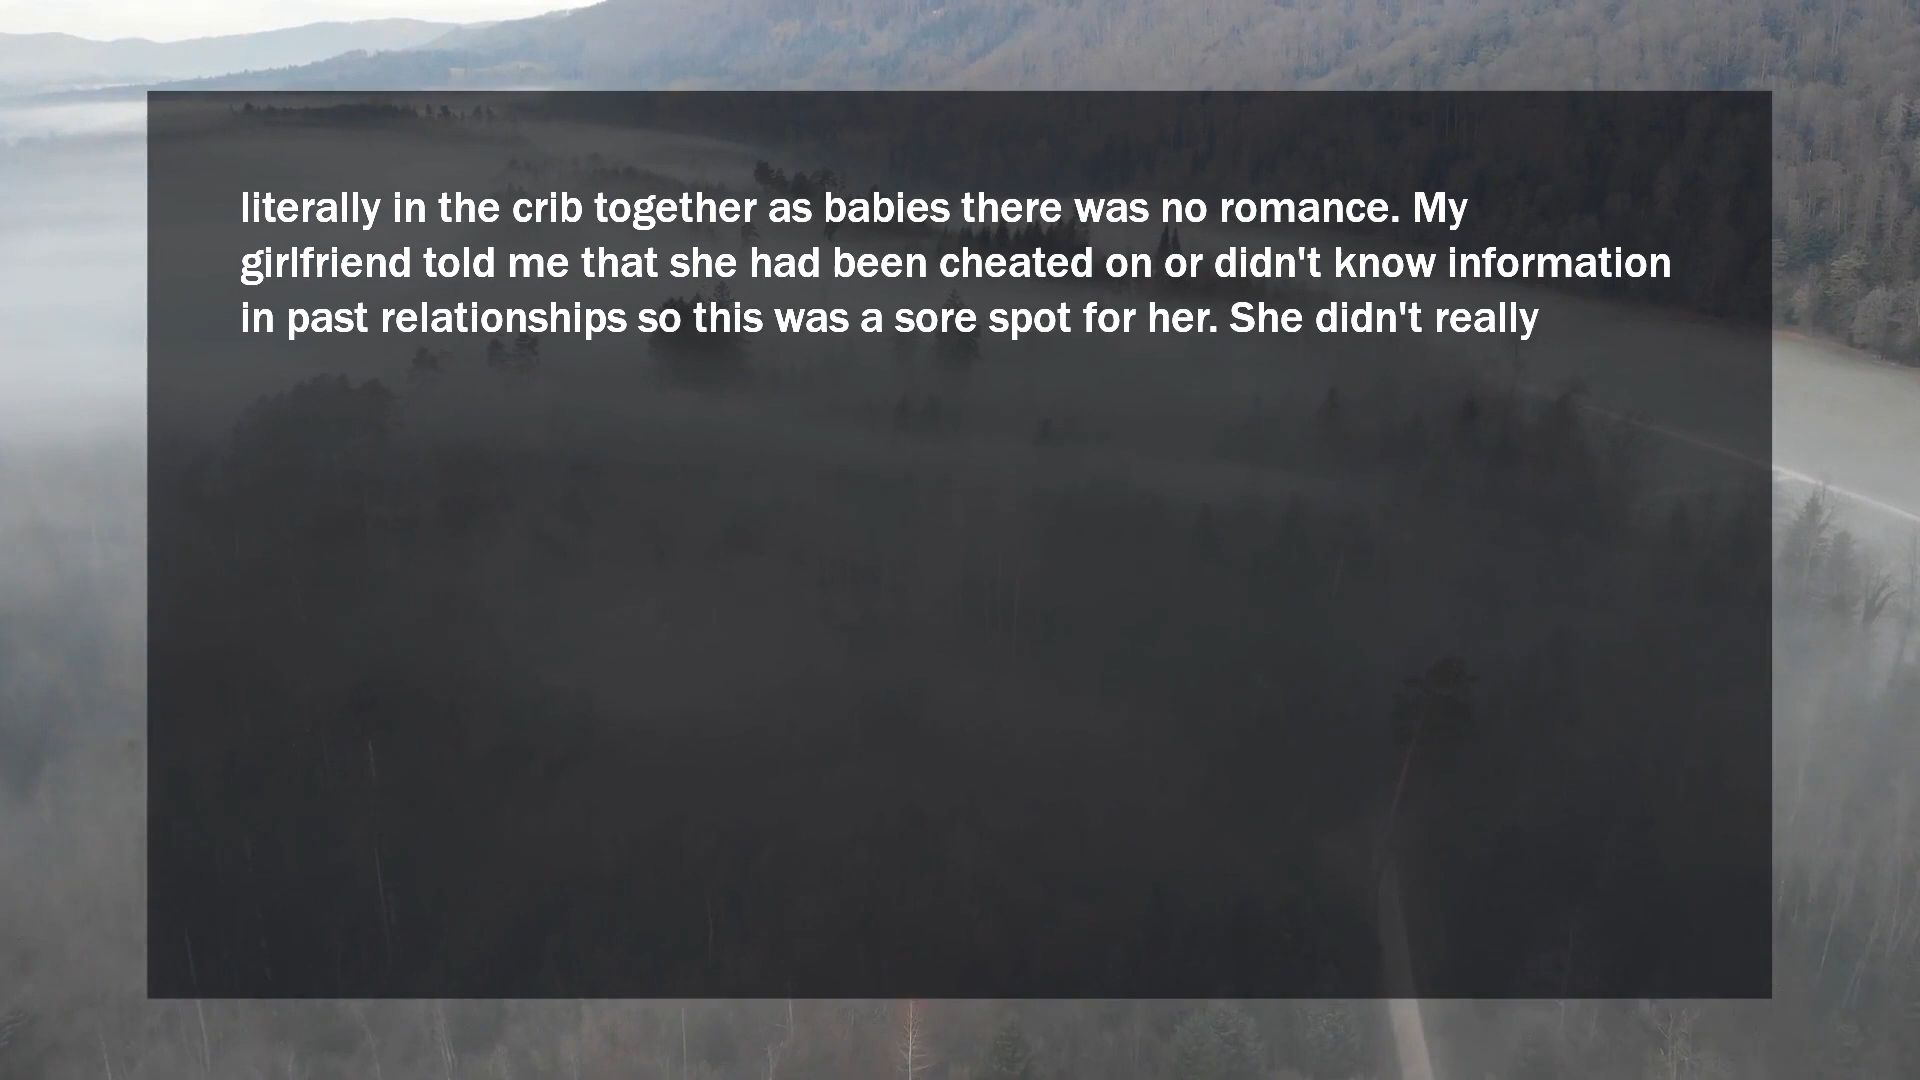 literally in the crib together as babies there was no romance. My
girlfriend told me that she had been cheated on or didn't know information
in past relationships so this was a sore spot for her. She didn't really